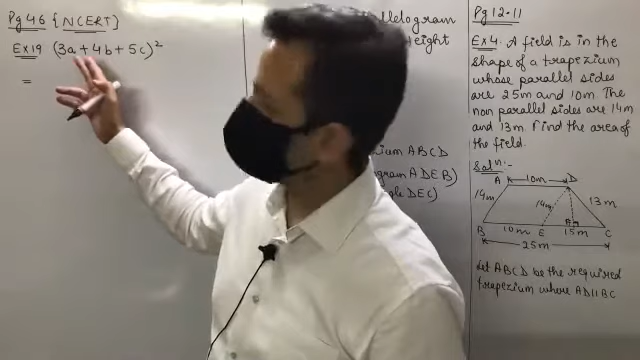 Pg 46 {NCERT}
Ex 19 (3a + 4b + 5c)²
=
lelogram
eight
nium ABCD
ogram ADEB)
gle DEC)
Pg 12.11
Ex 4. A field is in the
shape of a trapezium
whose parallel sides
are 25m and 10m. The
non parallel sides are 14m
and 13m. Find the area of
the field.
Solⁿ:-
A 10m D
14m 14m 13m
B 10m E F 15m C
25m
Let ABCD be the required
trapezium where AD||BC